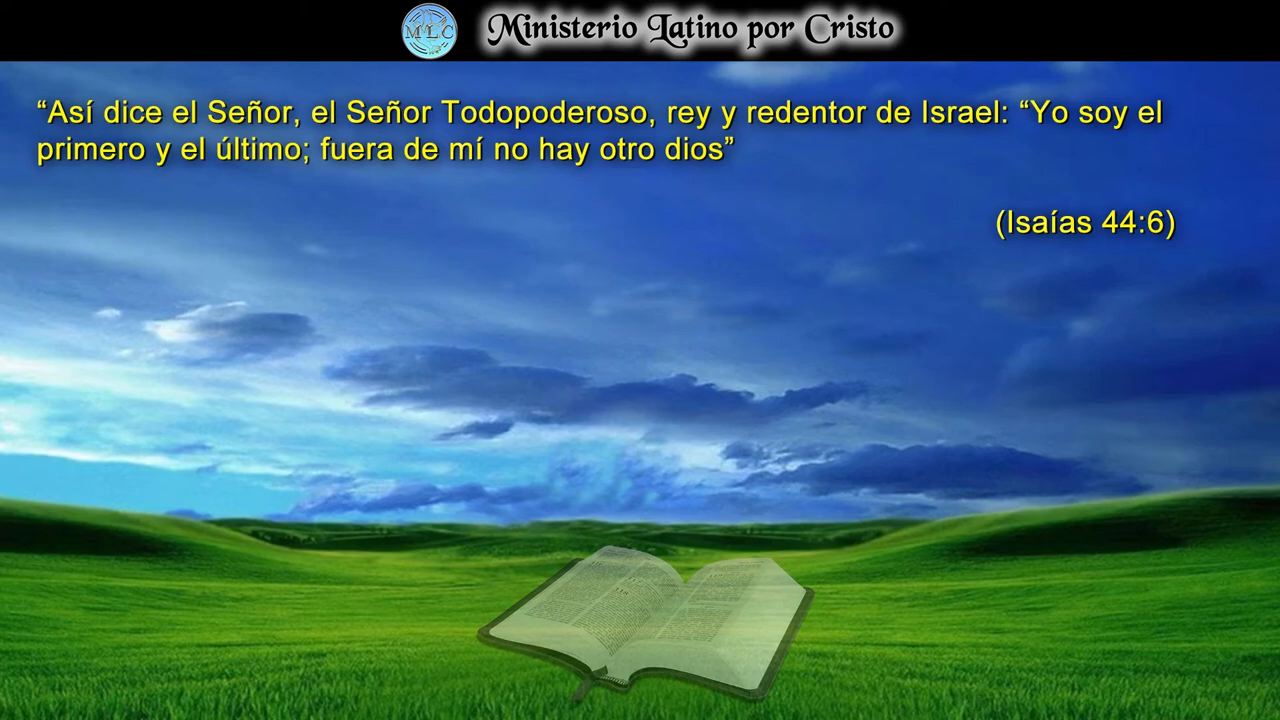 MLC
Ministerio Latino por Cristo
“Así dice el Señor, el Señor Todopoderoso, rey y redentor de Israel: “Yo soy el
primero y el último; fuera de mí no hay otro dios”
(Isaías 44:6)